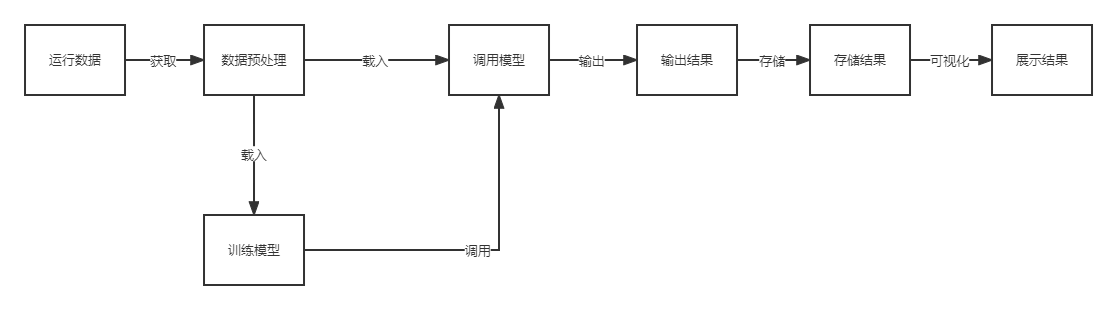 运行数据
获取
数据预处理
载入
调用模型
输出
输出结果
存储
存储结果
可视化
展示结果
载入
训练模型
调用